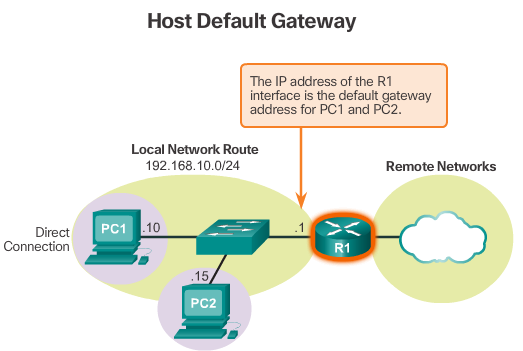 Host Default Gateway
The IP address of the R1
interface is the default gateway
address for PC1 and PC2.
Local Network Route
192.168.10.0/24
Remote Networks
Direct
Connection
PC1
.10
.1
R1
.15
PC2